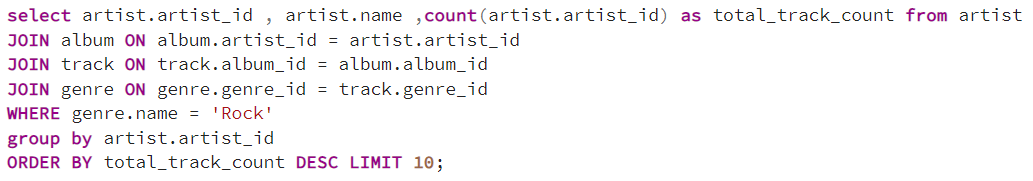 select artist.artist_id , artist.name ,count(artist.artist_id) as total_track_count from artist
JOIN album ON album.artist_id = artist.artist_id
JOIN track ON track.album_id = album.album_id
JOIN genre ON genre.genre_id = track.genre_id
WHERE genre.name = 'Rock'
group by artist.artist_id
ORDER BY total_track_count DESC LIMIT 10;